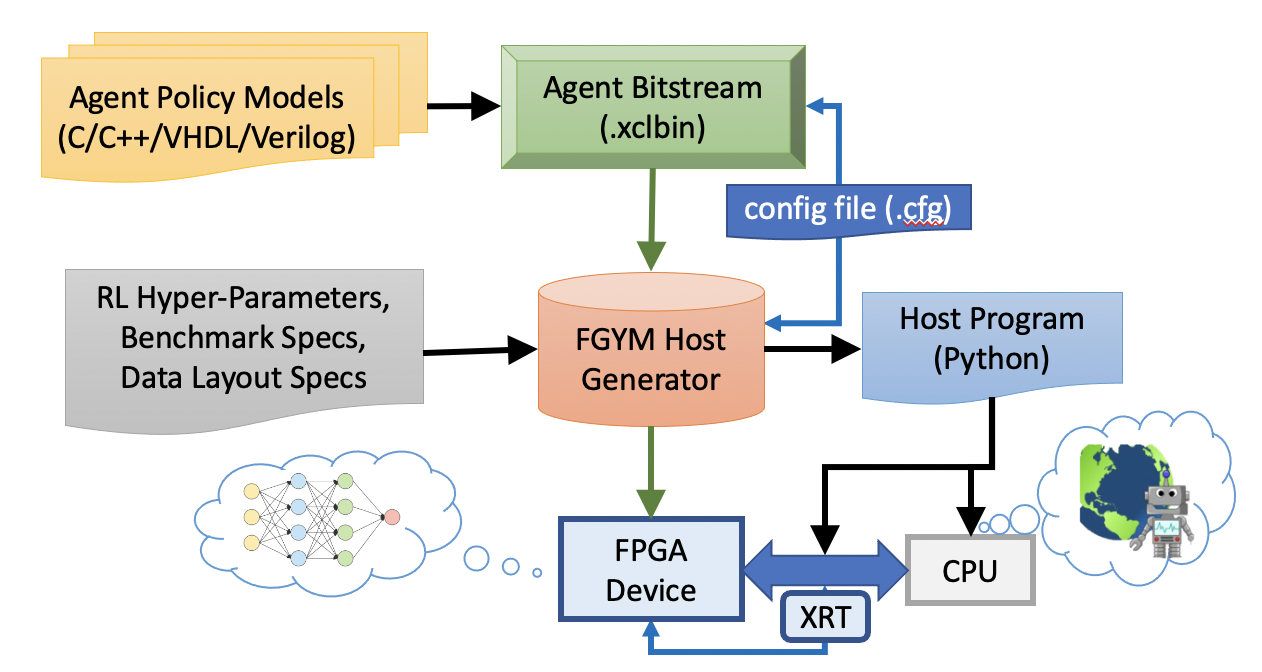 Agent Policy Models
(C/C++/VHDL/Verilog)
Agent Bitstream
(.xclbin)
config file (.cfg)
RL Hyper-Parameters,
Benchmark Specs,
Data Layout Specs
FGYM Host
Generator
Host Program
(Python)
FPGA
Device
XRT
CPU